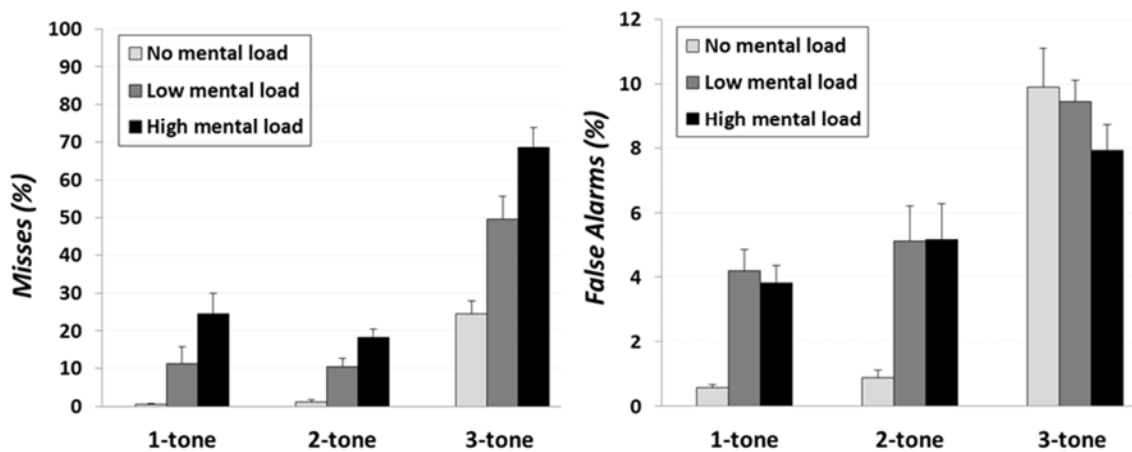 Misses (%)
100
90
80
70
60
50
40
30
20
10
0
No mental load
Low mental load
High mental load
1-tone 2-tone 3-tone
False Alarms (%)
12
10
8
6
4
2
0
No mental load
Low mental load
High mental load
1-tone 2-tone 3-tone